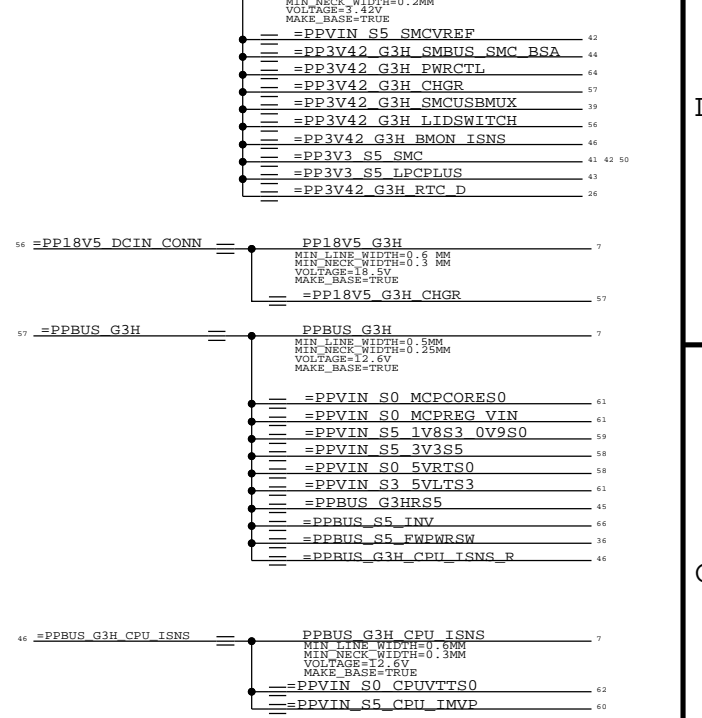 MIN_NECK_WIDTH=0.2MM
VOLTAGE=3.42V
MAKE_BASE=TRUE
=PPVIN_S5_SMCVREF 42
=PP3V42_G3H_SMBUS_SMC_BSA 44
=PP3V42_G3H_PWRCTL 64
=PP3V42_G3H_CHGR 57
=PP3V42_G3H_SMCUSBMUX 39
=PP3V42_G3H_LIDSWITCH 56
=PP3V42_G3H_BMON_ISNS 46
=PP3V3_S5_SMC 41 42 50
=PP3V3_S5_LPCPLUS 43
=PP3V42_G3H_RTC_D 26
56 =PP18V5_DCIN_CONN PP18V5_G3H 7
MIN_LINE_WIDTH=0.6 MM
MIN_NECK_WIDTH=0.3 MM
VOLTAGE=18.5V
MAKE_BASE=TRUE
=PP18V5_G3H_CHGR 57
57 =PPBUS_G3H PPBUS_G3H 7
MIN_LINE_WIDTH=0.5MM
MIN_NECK_WIDTH=0.25MM
VOLTAGE=12.6V
MAKE_BASE=TRUE
=PPVIN_S0_MCPCORES0 61
=PPVIN_S0_MCPREG_VIN 61
=PPVIN_S5_1V8S3_0V9S0 59
=PPVIN_S5_3V3S5 58
=PPVIN_S0_5VRTS0 58
=PPVIN_S3_5VLTS3 61
=PPBUS_G3HRS5 45
=PPBUS_S5_INV 66
=PPBUS_S5_FWPWRSW 36
=PPBUS_G3H_CPU_ISNS_R 46
46 =PPBUS_G3H_CPU_ISNS PPBUS_G3H_CPU_ISNS 7
MIN_LINE_WIDTH=0.6MM
MIN_NECK_WIDTH=0.3MM
VOLTAGE=12.6V
MAKE_BASE=TRUE
=PPVIN_S0_CPUVTTS0 62
=PPVIN_S5_CPU_IMVP 60